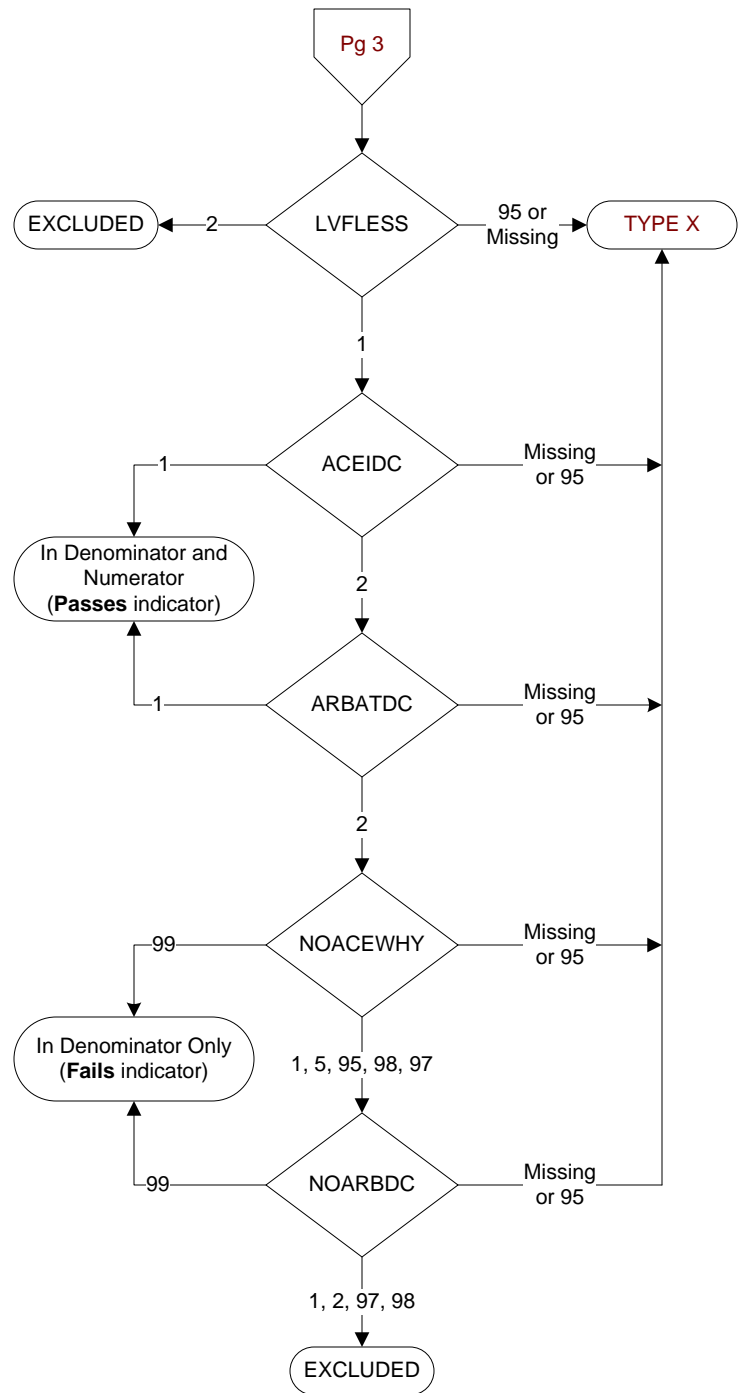 Pg 3
EXCLUDED
2
LVFLESS
95 or
Missing
TYPE X
1
1
ACEIDC
Missing
or 95
In Denominator and
Numerator
(Passes indicator)
2
1
ARBATDC
Missing
or 95
2
99
NOACEWHY
Missing
or 95
In Denominator Only
(Fails indicator)
1, 5, 95, 98, 97
99
NOARBDC
Missing
or 95
1, 2, 97, 98
EXCLUDED